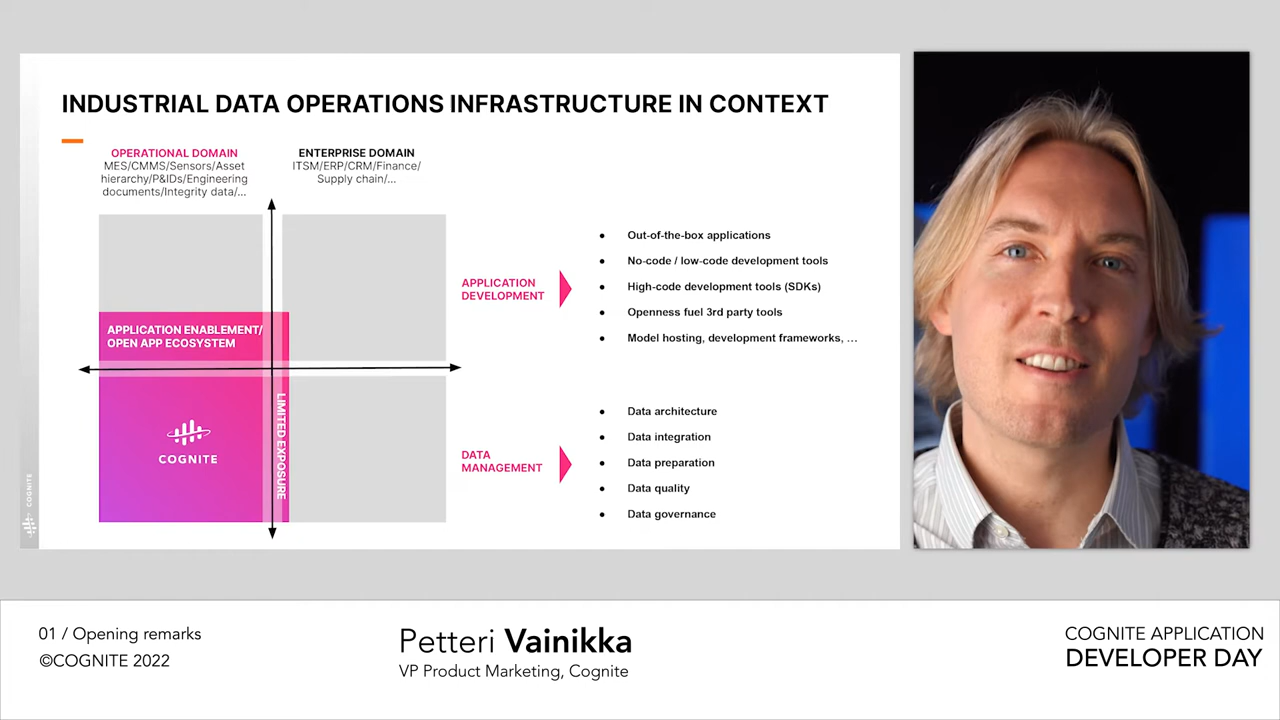 INDUSTRIAL DATA OPERATIONS INFRASTRUCTURE IN CONTEXT
OPERATIONAL DOMAIN
MES/CMMS/Sensors/Asset
hierarchy/P&IDs/Engineering
documents/Integrity data/...
ENTERPRISE DOMAIN
ITSM/ERP/CRM/Finance/
Supply chain/...
APPLICATION ENABLEMENT/
OPEN APP ECOSYSTEM
COGNITE
LIMITED EXPOSURE
APPLICATION
DEVELOPMENT
• Out-of-the-box applications
• No-code / low-code development tools
• High-code development tools (SDKs)
• Openness fuel 3rd party tools
• Model hosting, development frameworks, ...
DATA
MANAGEMENT
• Data architecture
• Data integration
• Data preparation
• Data quality
• Data governance
COGNITE
01 / Opening remarks
©COGNITE 2022
Petteri Vainikka
VP Product Marketing, Cognite
COGNITE APPLICATION
DEVELOPER DAY